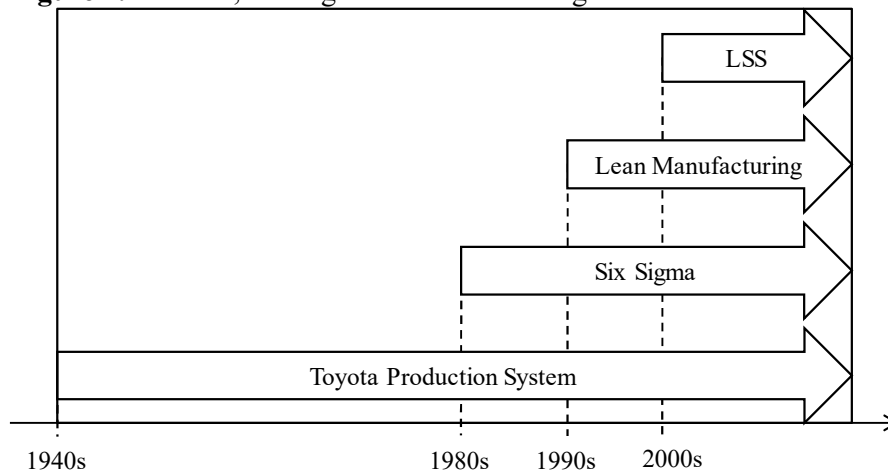 LSS
Lean Manufacturing
Six Sigma
Toyota Production System
1940s 1980s 1990s 2000s